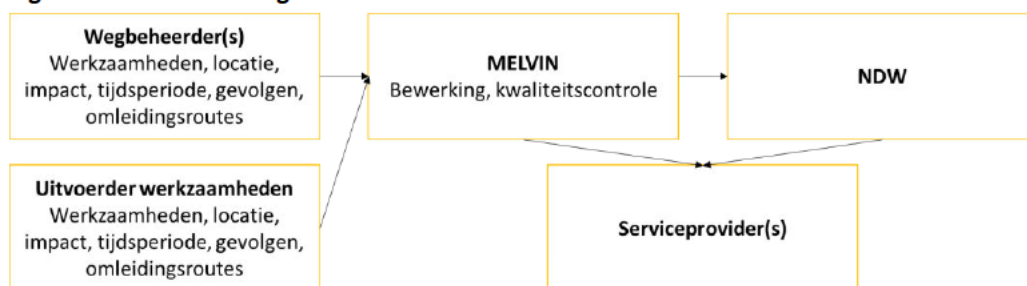 Wegbeheerder(s)
Werkzaamheden, locatie,
impact, tijdsperiode, gevolgen,
omleidingsroutes
MELVIN
Bewerking, kwaliteitscontrole
NDW
Uitvoerder werkzaamheden
Werkzaamheden, locatie,
impact, tijdsperiode, gevolgen,
omleidingsroutes
Serviceprovider(s)